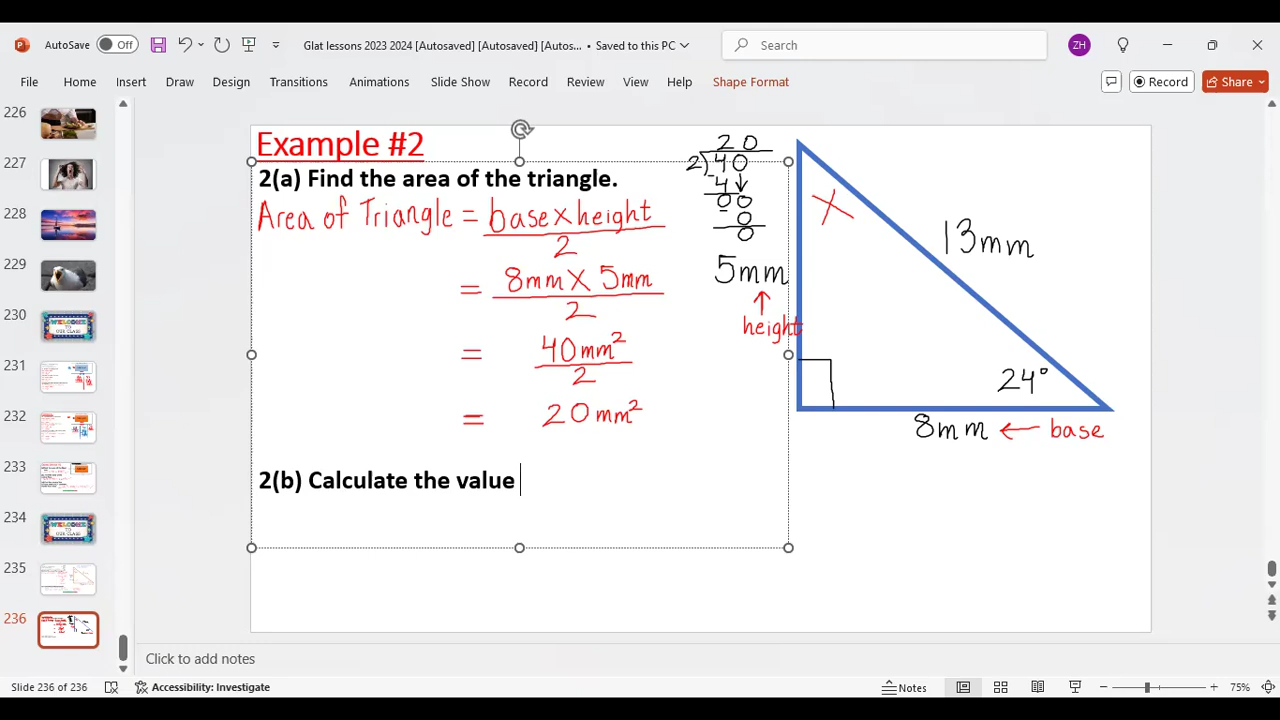 AutoSave Off Glat lessons 2023 2024 [Autosaved] [Autosaved] [Autos... • Saved to this PC Search ZH
File Home Insert Draw Design Transitions Animations Slide Show Record Review View Help Shape Format Record Share
226
227
228
229
230
231
232
233
234
235
236
Example #2
2(a) Find the area of the triangle.
Area of Triangle = base x height
2
= 8mm X 5mm
2
= 40mm²
2
= 20mm²
2(b) Calculate the value
20
2)40
-4
00
-0
0
X
13mm
5mm
height
24°
8mm ← base
Click to add notes
Slide 236 of 236 Accessibility: Investigate Notes 75%